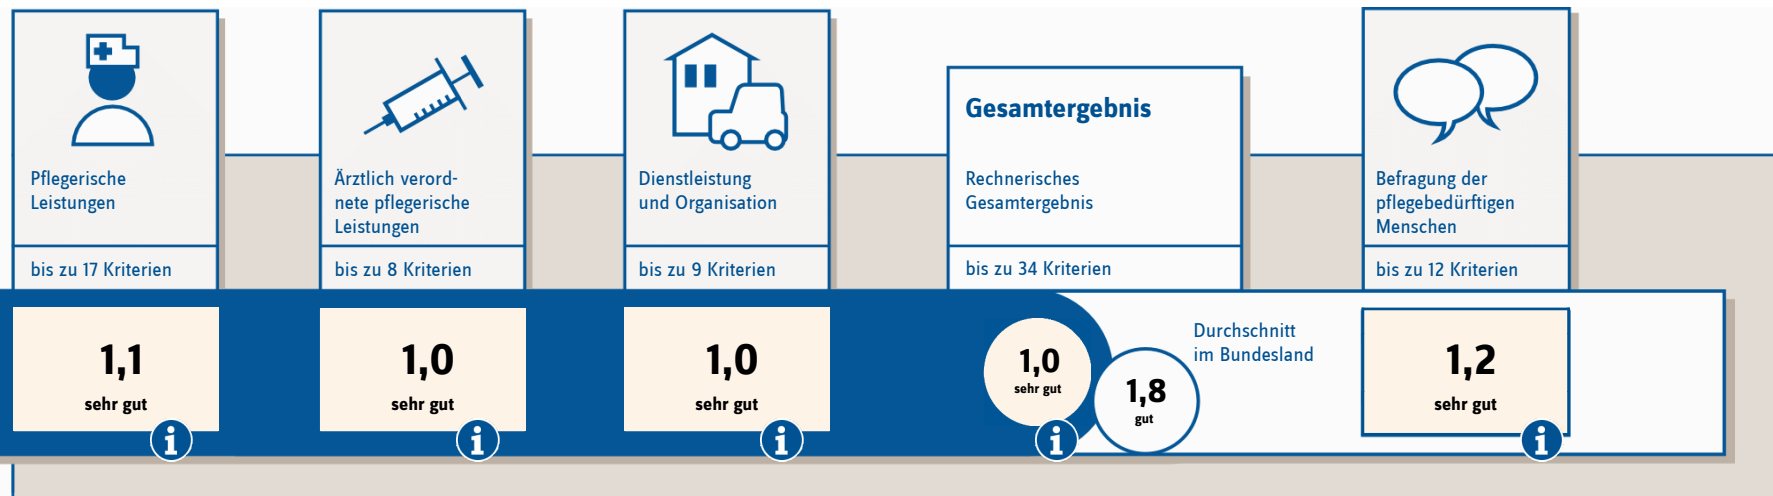 Pflegerische
Leistungen
bis zu 17 Kriterien
1,1
sehr gut
i
Ärztlich verord-
nete pflegerische
Leistungen
bis zu 8 Kriterien
1,0
sehr gut
i
Dienstleistung
und Organisation
bis zu 9 Kriterien
1,0
sehr gut
i
Gesamtergebnis
Rechnerisches
Gesamtergebnis
bis zu 34 Kriterien
1,0
sehr gut
i
1,8
gut
Durchschnitt
im Bundesland
Befragung der
pflegebedürftigen
Menschen
bis zu 12 Kriterien
1,2
sehr gut
i